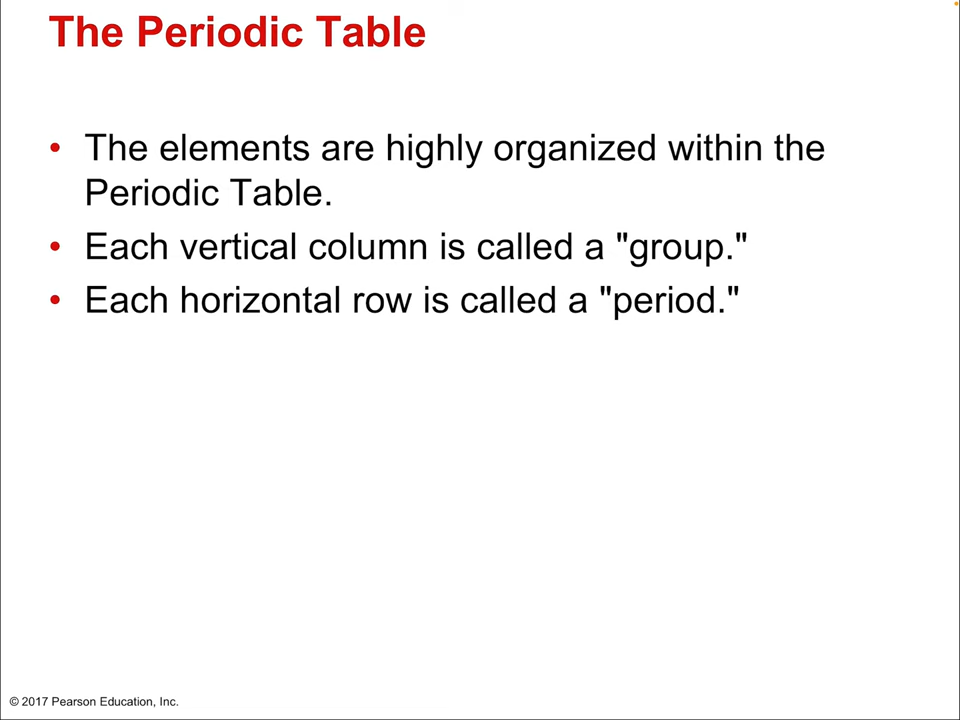 The Periodic Table
• The elements are highly organized within the
Periodic Table.
• Each vertical column is called a "group."
• Each horizontal row is called a "period."
© 2017 Pearson Education, Inc.